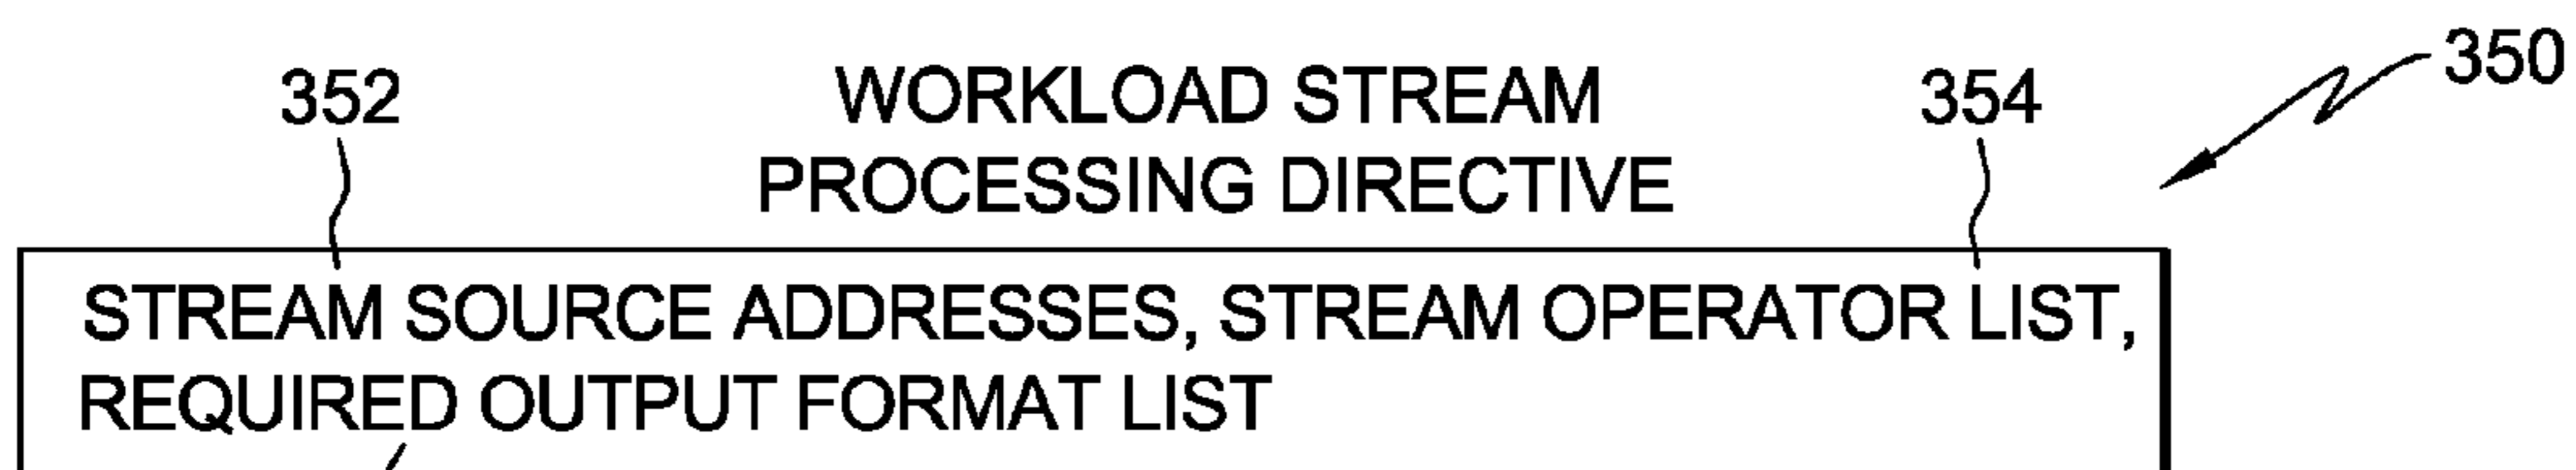 350
352
WORKLOAD STREAM
354
PROCESSING DIRECTIVE
STREAM SOURCE ADDRESSES, STREAM OPERATOR LIST,
REQUIRED OUTPUT FORMAT LIST